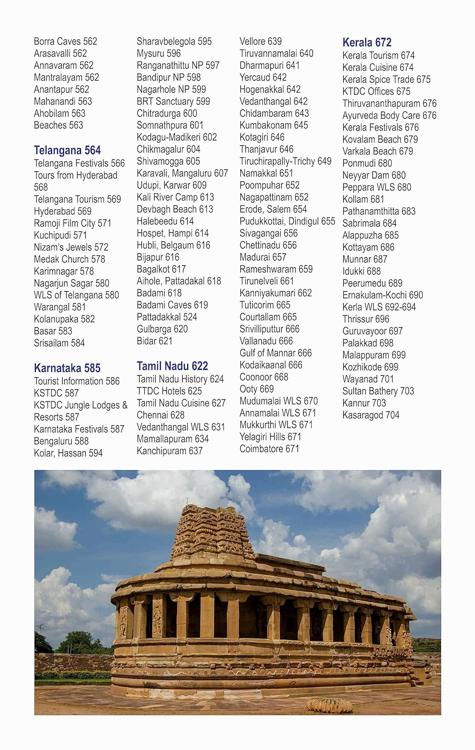 Borra Caves 562
Arasavalli 562
Annavaram 562
Mantralayam 562
Anantapur 562
Mahanandi 563
Ahobilam 563
Beaches 563
Telangana 564
Telangana Festivals 566
Tours from Hyderabad
568
Telangana Tourism 569
Hyderabad 569
Ramoji Film City 571
Kuchipudi 571
Nizam's Jewels 572
Medak Church 578
Karimnagar 578
Nagarjun Sagar 580
WLS of Telangana 580
Warangal 581
Kolanupaka 582
Basar 583
Srisailam 584
Karnataka 585
Tourist Information 586
KSTDC 587
KSTDC Jungle Lodges &
Resorts 587
Karnataka Festivals 587
Bengaluru 588
Kolar, Hassan 594
Sharavbelegola 595
Mysuru 596
Ranganathittu NP 597
Bandipur NP 598
Nagarhole NP 599
BRT Sanctuary 599
Chitradurga 600
Somnathpura 601
Kodagu-Madikeri 602
Chikmagalur 604
Shivamogga 605
Karavali, Mangaluru 607
Udupi, Karwar 609
Kali River Camp 613
Devbagh Beach 613
Halebeedu 614
Hospet, Hampi 614
Hubli, Belgaum 616
Bijapur 616
Bagalkot 617
Aihole, Pattadakal 618
Badami 618
Badami Caves 619
Pattadakkal 524
Gulbarga 620
Bidar 621
Tamil Nadu 622
Tamil Nadu History 624
TTDC Hotels 625
Tamil Nadu Cuisine 627
Chennai 628
Vedanthangal WLS 631
Mamallapuram 634
Kanchipuram 637
Vellore 639
Tiruvannamalai 640
Dharmapuri 641
Yercaud 642
Hogenakkal 642
Vedanthangal 642
Chidambaram 643
Kumbakonam 645
Kotagiri 646
Thanjavur 646
Tiruchirapally-Trichy 649
Namakkal 651
Poompuhar 652
Nagapattinam 652
Erode, Salem 654
Pudukkottai, Dindigul 655
Sivagangai 656
Chettinadu 656
Madurai 657
Rameshwaram 659
Tirunelveli 661
Kanniyakumari 662
Tuticorim 665
Courtallam 665
Srivilliputtur 666
Vallanadu 666
Gulf of Mannar 666
Kodaikaanal 666
Coonoor 668
Ooty 669
Mudumalai WLS 670
Annamalai WLS 671
Mukkurthi WLS 671
Yelagiri Hills 671
Coimbatore 671
Kerala 672
Kerala Tourism 674
Kerala Cuisine 674
Kerala Spice Trade 675
KTDC Offices 675
Thiruvananthapuram 676
Ayurveda Body Care 676
Kerala Festivals 676
Kovalam Beach 679
Varkala Beach 679
Ponmudi 680
Neyyar Dam 680
Peppara WLS 680
Kollam 681
Pathanamthitta 683
Sabrimala 684
Alappuzha 685
Kottayam 686
Munnar 687
Idukki 688
Peerumedu 689
Ernakulam-Kochi 690
Kerla WLS 692-694
Thrissur 696
Guruvayoor 697
Palakkad 698
Malappuram 699
Kozhikode 699
Wayanad 701
Sultan Bathery 703
Kannur 703
Kasaragod 704